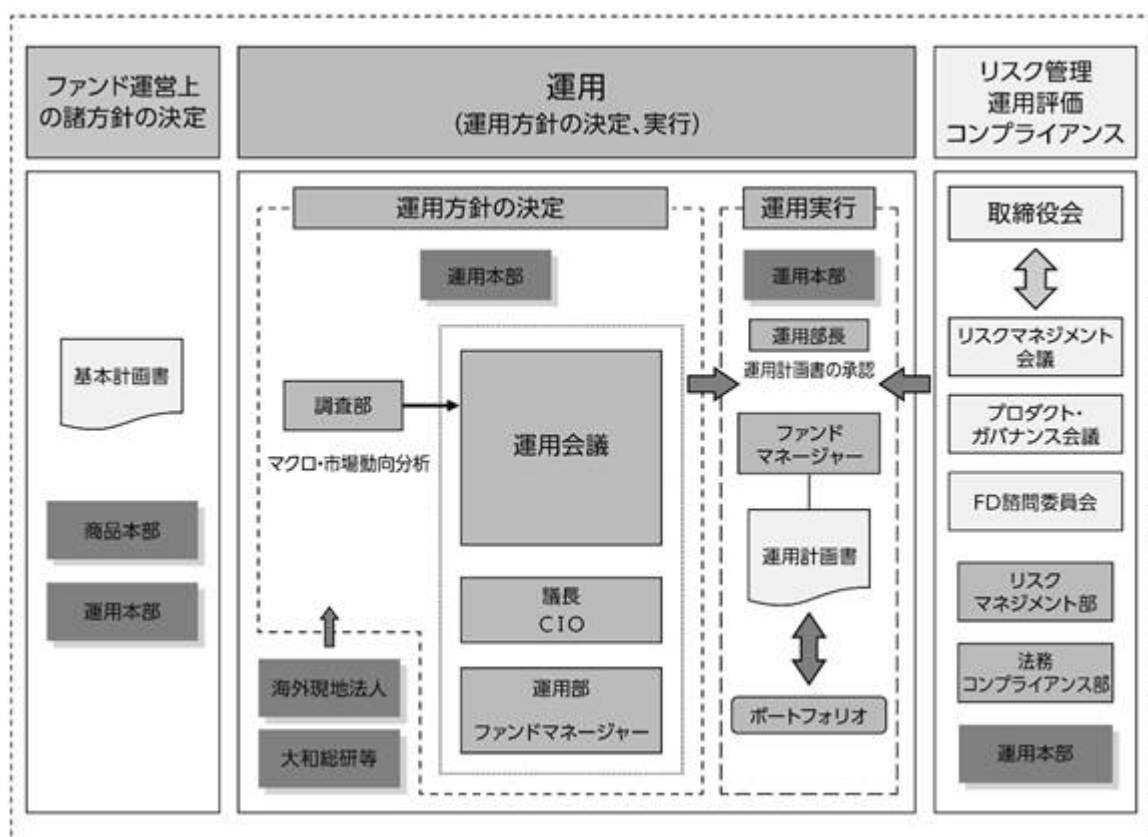 ファンド運営上
の諸方針の決定
運用
(運用方針の決定、実行)
リスク管理
運用評価
コンプライアンス
基本計画書
商品本部
運用本部
運用方針の決定
運用本部
調査部
マクロ・市場動向分析
運用会議
議長
CIO
運用部
ファンドマネージャー
海外現地法人
大和総研等
運用実行
運用本部
運用部長
運用計画書の承認
ファンド
マネージャー
運用計画書
ポートフォリオ
取締役会
リスクマネジメント
会議
プロダクト・
ガバナンス会議
FD諮問委員会
リスク
マネジメント部
法務
コンプライアンス部
運用本部